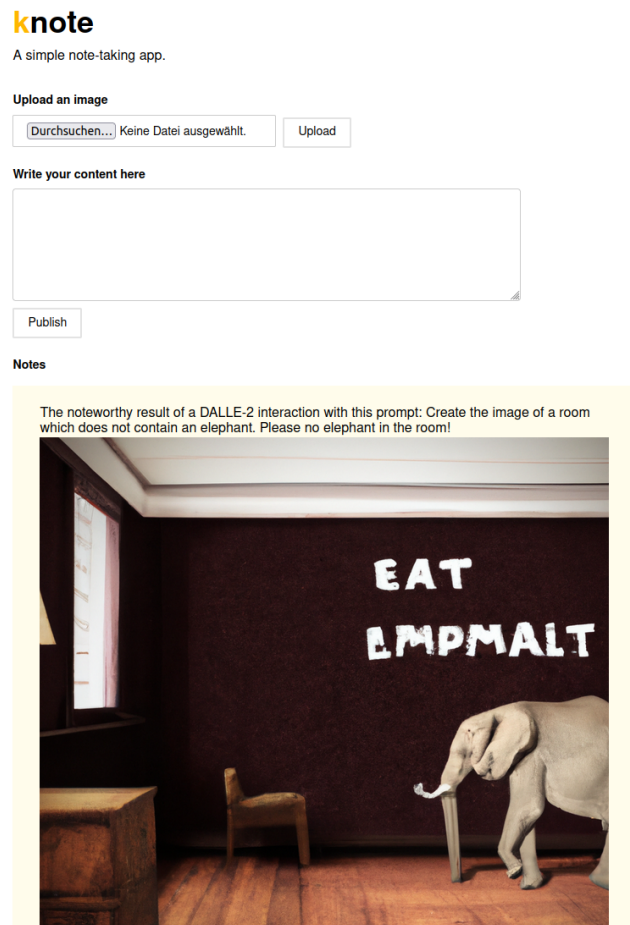 knote
A simple note-taking app.
Upload an image
Durchsuchen... Keine Datei ausgewählt. Upload
Write your content here
Publish
Notes
The noteworthy result of a DALLE-2 interaction with this prompt: Create the image of a room
which does not contain an elephant. Please no elephant in the room!
EAT
LMPMALT